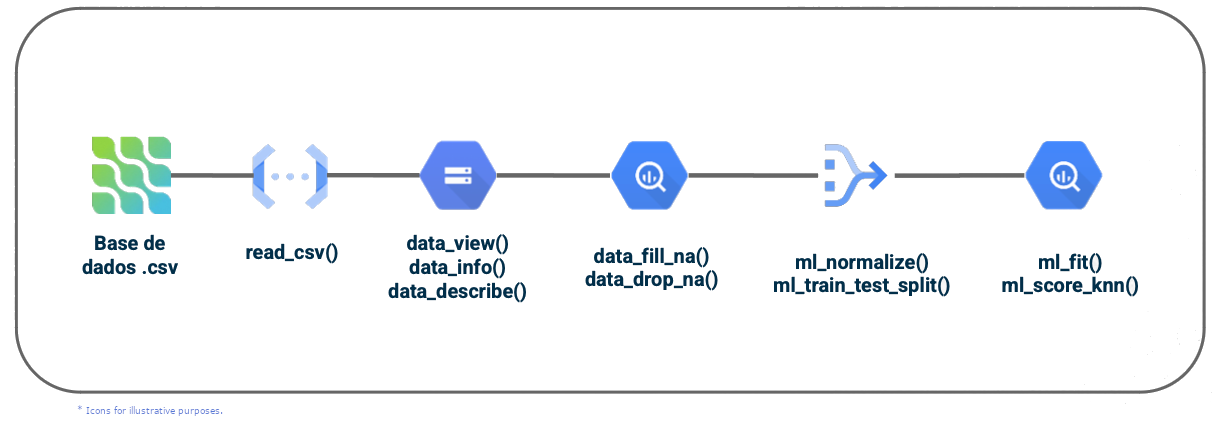 Base de
dados .csv
read_csv()
data_view()
data_info()
data_describe()
data_fill_na()
data_drop_na()
ml_normalize()
ml_train_test_split()
ml_fit()
ml_score_knn()
* Icons for illustrative purposes.